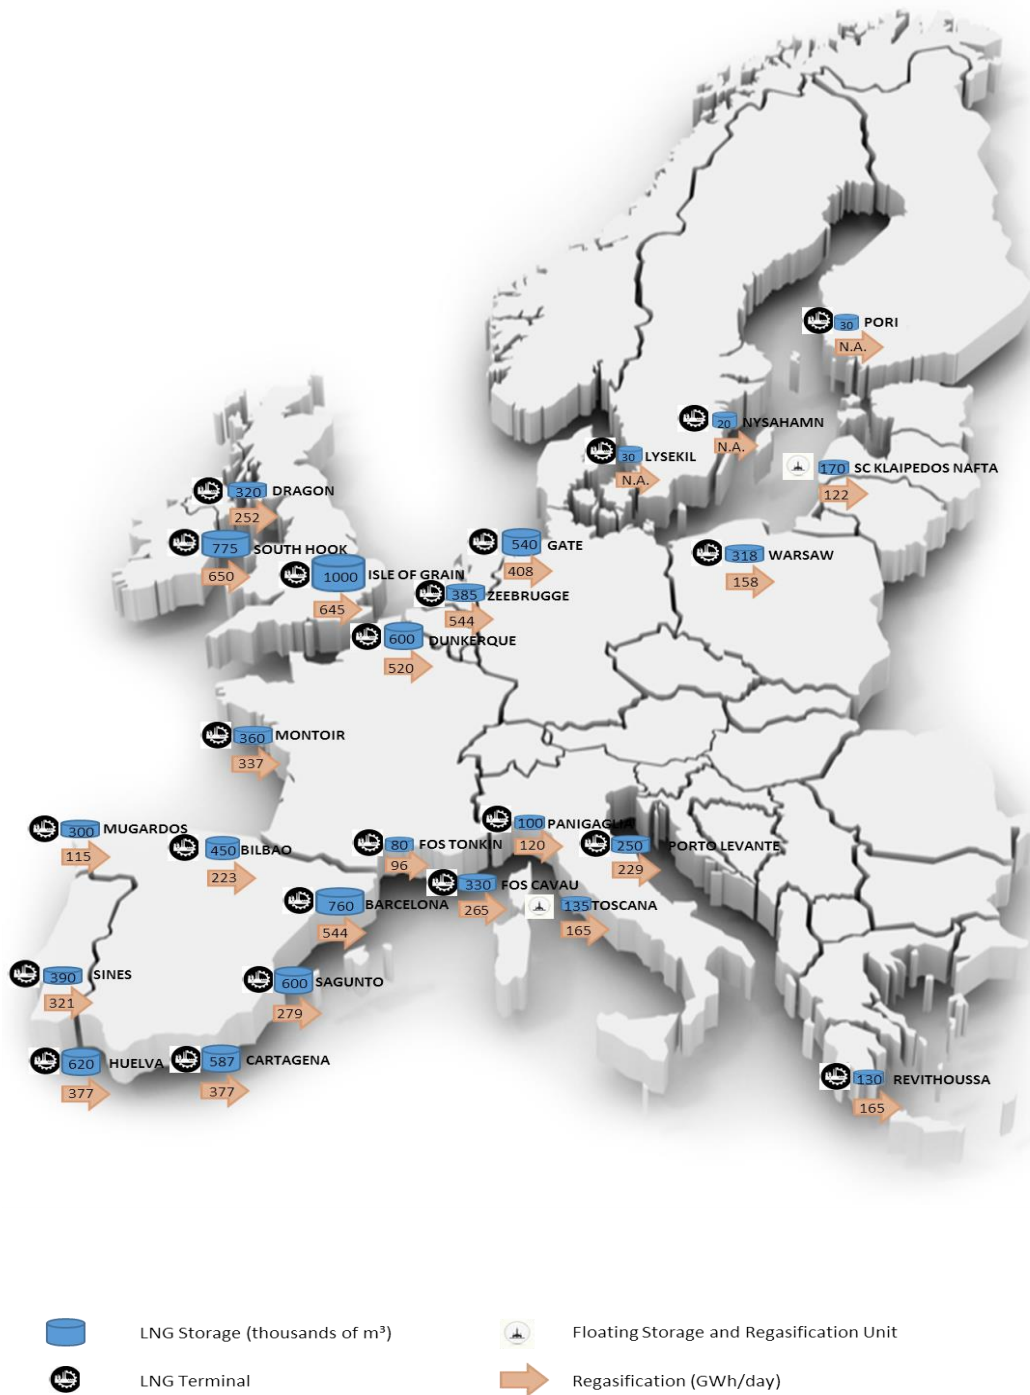 30 PORI
N.A.
20 NYSAHAMN
N.A.
30 LYSEKIL
N.A.
170 SC KLAIPEDOS NAFTA
122
320 DRAGON
252
775 SOUTH HOOK
650
540 GATE
408
318 WARSAW
158
1000 ISLE OF GRAIN
645
385 ZEEBRUGGE
544
600 DUNKERQUE
520
360 MONTOIR
337
300 MUGARDOS
115
450 BILBAO
223
80 FOS TONKIN
96
100 PANIGAGLIA
120
250 PORTO LEVANTE
229
330 FOS CAVAU
265
760 BARCELONA
544
135 TOSCANA
165
390 SINES
321
600 SAGUNTO
279
620 HUELVA
377
587 CARTAGENA
377
130 REVITHOUSSA
165
LNG Storage (thousands of m³)
Floating Storage and Regasification Unit
LNG Terminal
Regasification (GWh/day)